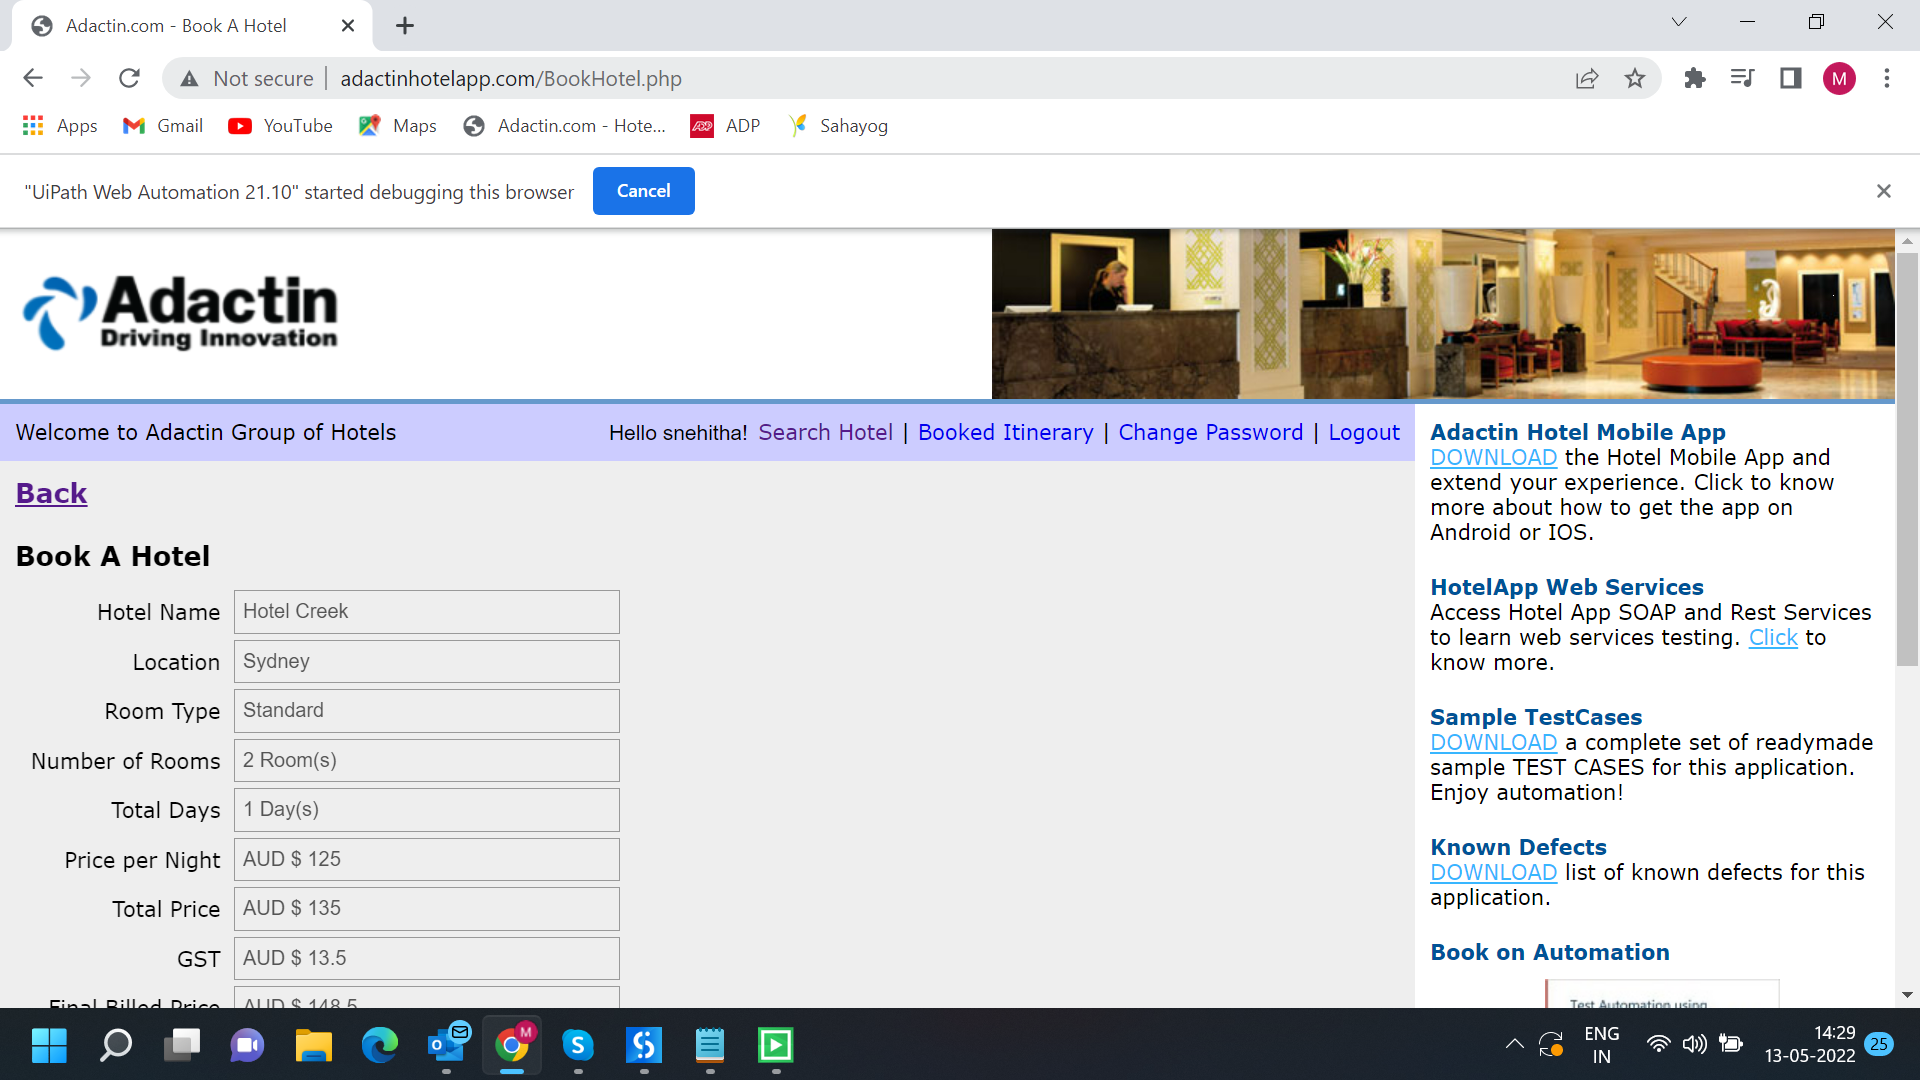 Adactin.com - Book A Hotel
Not secure | adactinhotelapp.com/BookHotel.php
M
Apps Gmail YouTube Maps Adactin.com - Hote... ADP Sahayog
"UiPath Web Automation 21.10" started debugging this browser Cancel
Adactin
Driving Innovation
Welcome to Adactin Group of Hotels
Hello snehitha! Search Hotel | Booked Itinerary | Change Password | Logout
Back
Book A Hotel
Hotel Name Hotel Creek
Location Sydney
Room Type Standard
Number of Rooms 2 Room(s)
Total Days 1 Day(s)
Price per Night AUD $ 125
Total Price AUD $ 135
GST AUD $ 13.5
Final Billed Price AUD $ 148.5
Adactin Hotel Mobile App
DOWNLOAD the Hotel Mobile App and
extend your experience. Click to know
more about how to get the app on
Android or IOS.
HotelApp Web Services
Access Hotel App SOAP and Rest Services
to learn web services testing. Click to
know more.
Sample TestCases
DOWNLOAD a complete set of readymade
sample TEST CASES for this application.
Enjoy automation!
Known Defects
DOWNLOAD list of known defects for this
application.
Book on Automation
Test Automation using
M
ENG
IN
14:29
13-05-2022
25